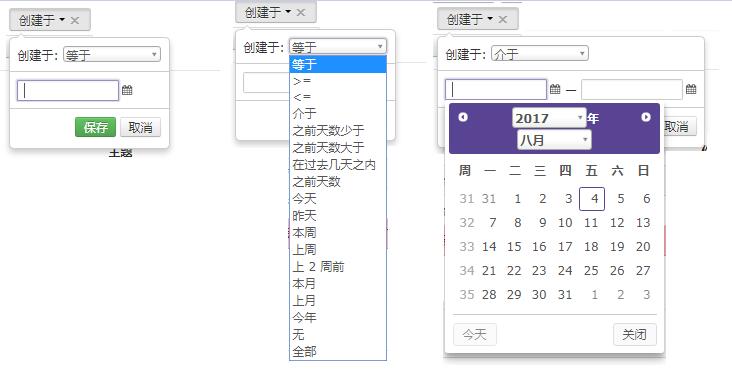 创建于
创建于: 等于
保存 取消
主题
创建于
创建于: 等于
等于
>=
<=
介于
之前天数少于
之前天数大于
在过去几天之内
之前天数
今天
昨天
本周
上周
上 2 周前
本月
上月
今年
无
全部
创建于
创建于: 介于
—
取消
2017 年
八月
周 一 二 三 四 五 六 日
31 31 1 2 3 4 5 6
32 7 8 9 10 11 12 13
33 14 15 16 17 18 19 20
34 21 22 23 24 25 26 27
35 28 29 30 31 1 2 3
今天 关闭